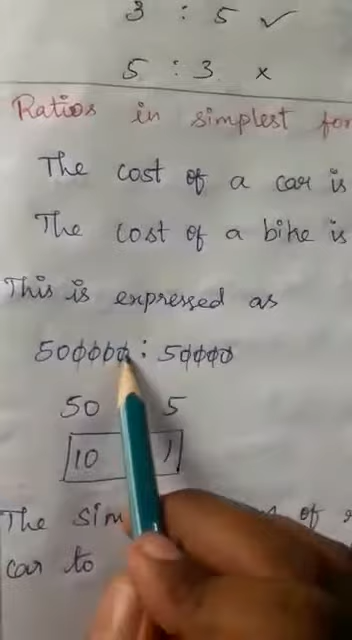 3 : 5 ✓
5 : 3 x
Ratios in simplest for
The cost of a car is
The cost of a bike is
This is expressed as
500000 : 50000
50 5
10 1
The sim of
car to